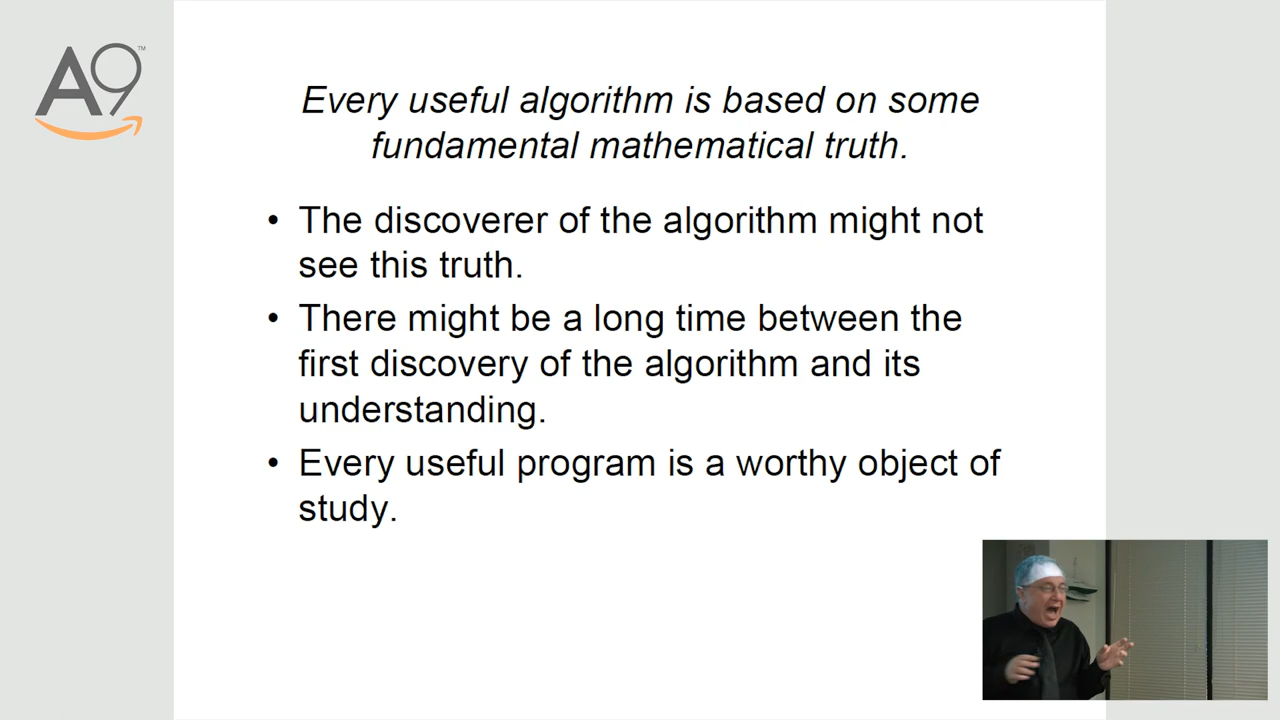 A9™
Every useful algorithm is based on some
fundamental mathematical truth.
• The discoverer of the algorithm might not
see this truth.
• There might be a long time between the
first discovery of the algorithm and its
understanding.
• Every useful program is a worthy object of
study.